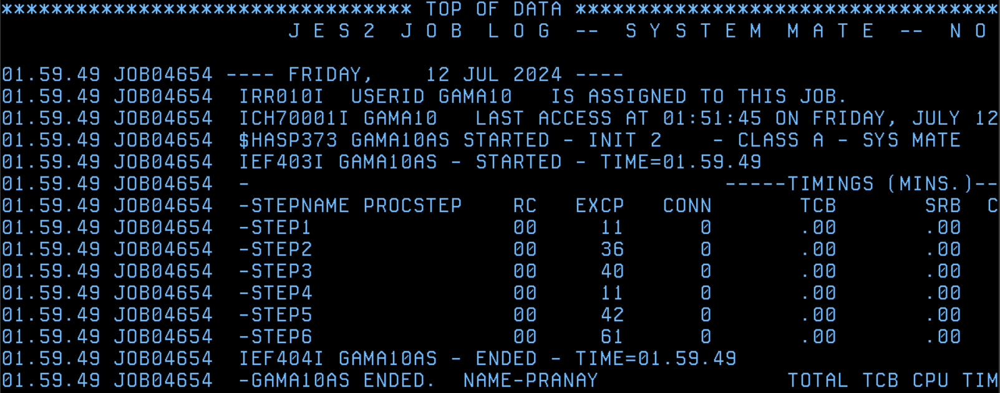 ********************************* TOP OF DATA **********************************
J E S 2  J O B  L O G  --  S Y S T E M  M A T E  --  N O
01.59.49 JOB04654 ---- FRIDAY,    12 JUL 2024 ----
01.59.49 JOB04654  IRR010I  USERID GAMA10   IS ASSIGNED TO THIS JOB.
01.59.49 JOB04654  ICH70001I GAMA10   LAST ACCESS AT 01:51:45 ON FRIDAY, JULY 12
01.59.49 JOB04654  $HASP373 GAMA10AS STARTED - INIT 2    - CLASS A - SYS MATE
01.59.49 JOB04654  IEF403I GAMA10AS - STARTED - TIME=01.59.49
01.59.49 JOB04654  -                                      -----TIMINGS (MINS.)--
01.59.49 JOB04654  -STEPNAME PROCSTEP    RC   EXCP   CONN       TCB       SRB  C
01.59.49 JOB04654  -STEP1                00     11      0       .00       .00
01.59.49 JOB04654  -STEP2                00     36      0       .00       .00
01.59.49 JOB04654  -STEP3                00     40      0       .00       .00
01.59.49 JOB04654  -STEP4                00     11      0       .00       .00
01.59.49 JOB04654  -STEP5                00     42      0       .00       .00
01.59.49 JOB04654  -STEP6                00     61      0       .00       .00
01.59.49 JOB04654  IEF404I GAMA10AS - ENDED - TIME=01.59.49
01.59.49 JOB04654  -GAMA10AS ENDED.  NAME-PRANAY               TOTAL TCB CPU TIM